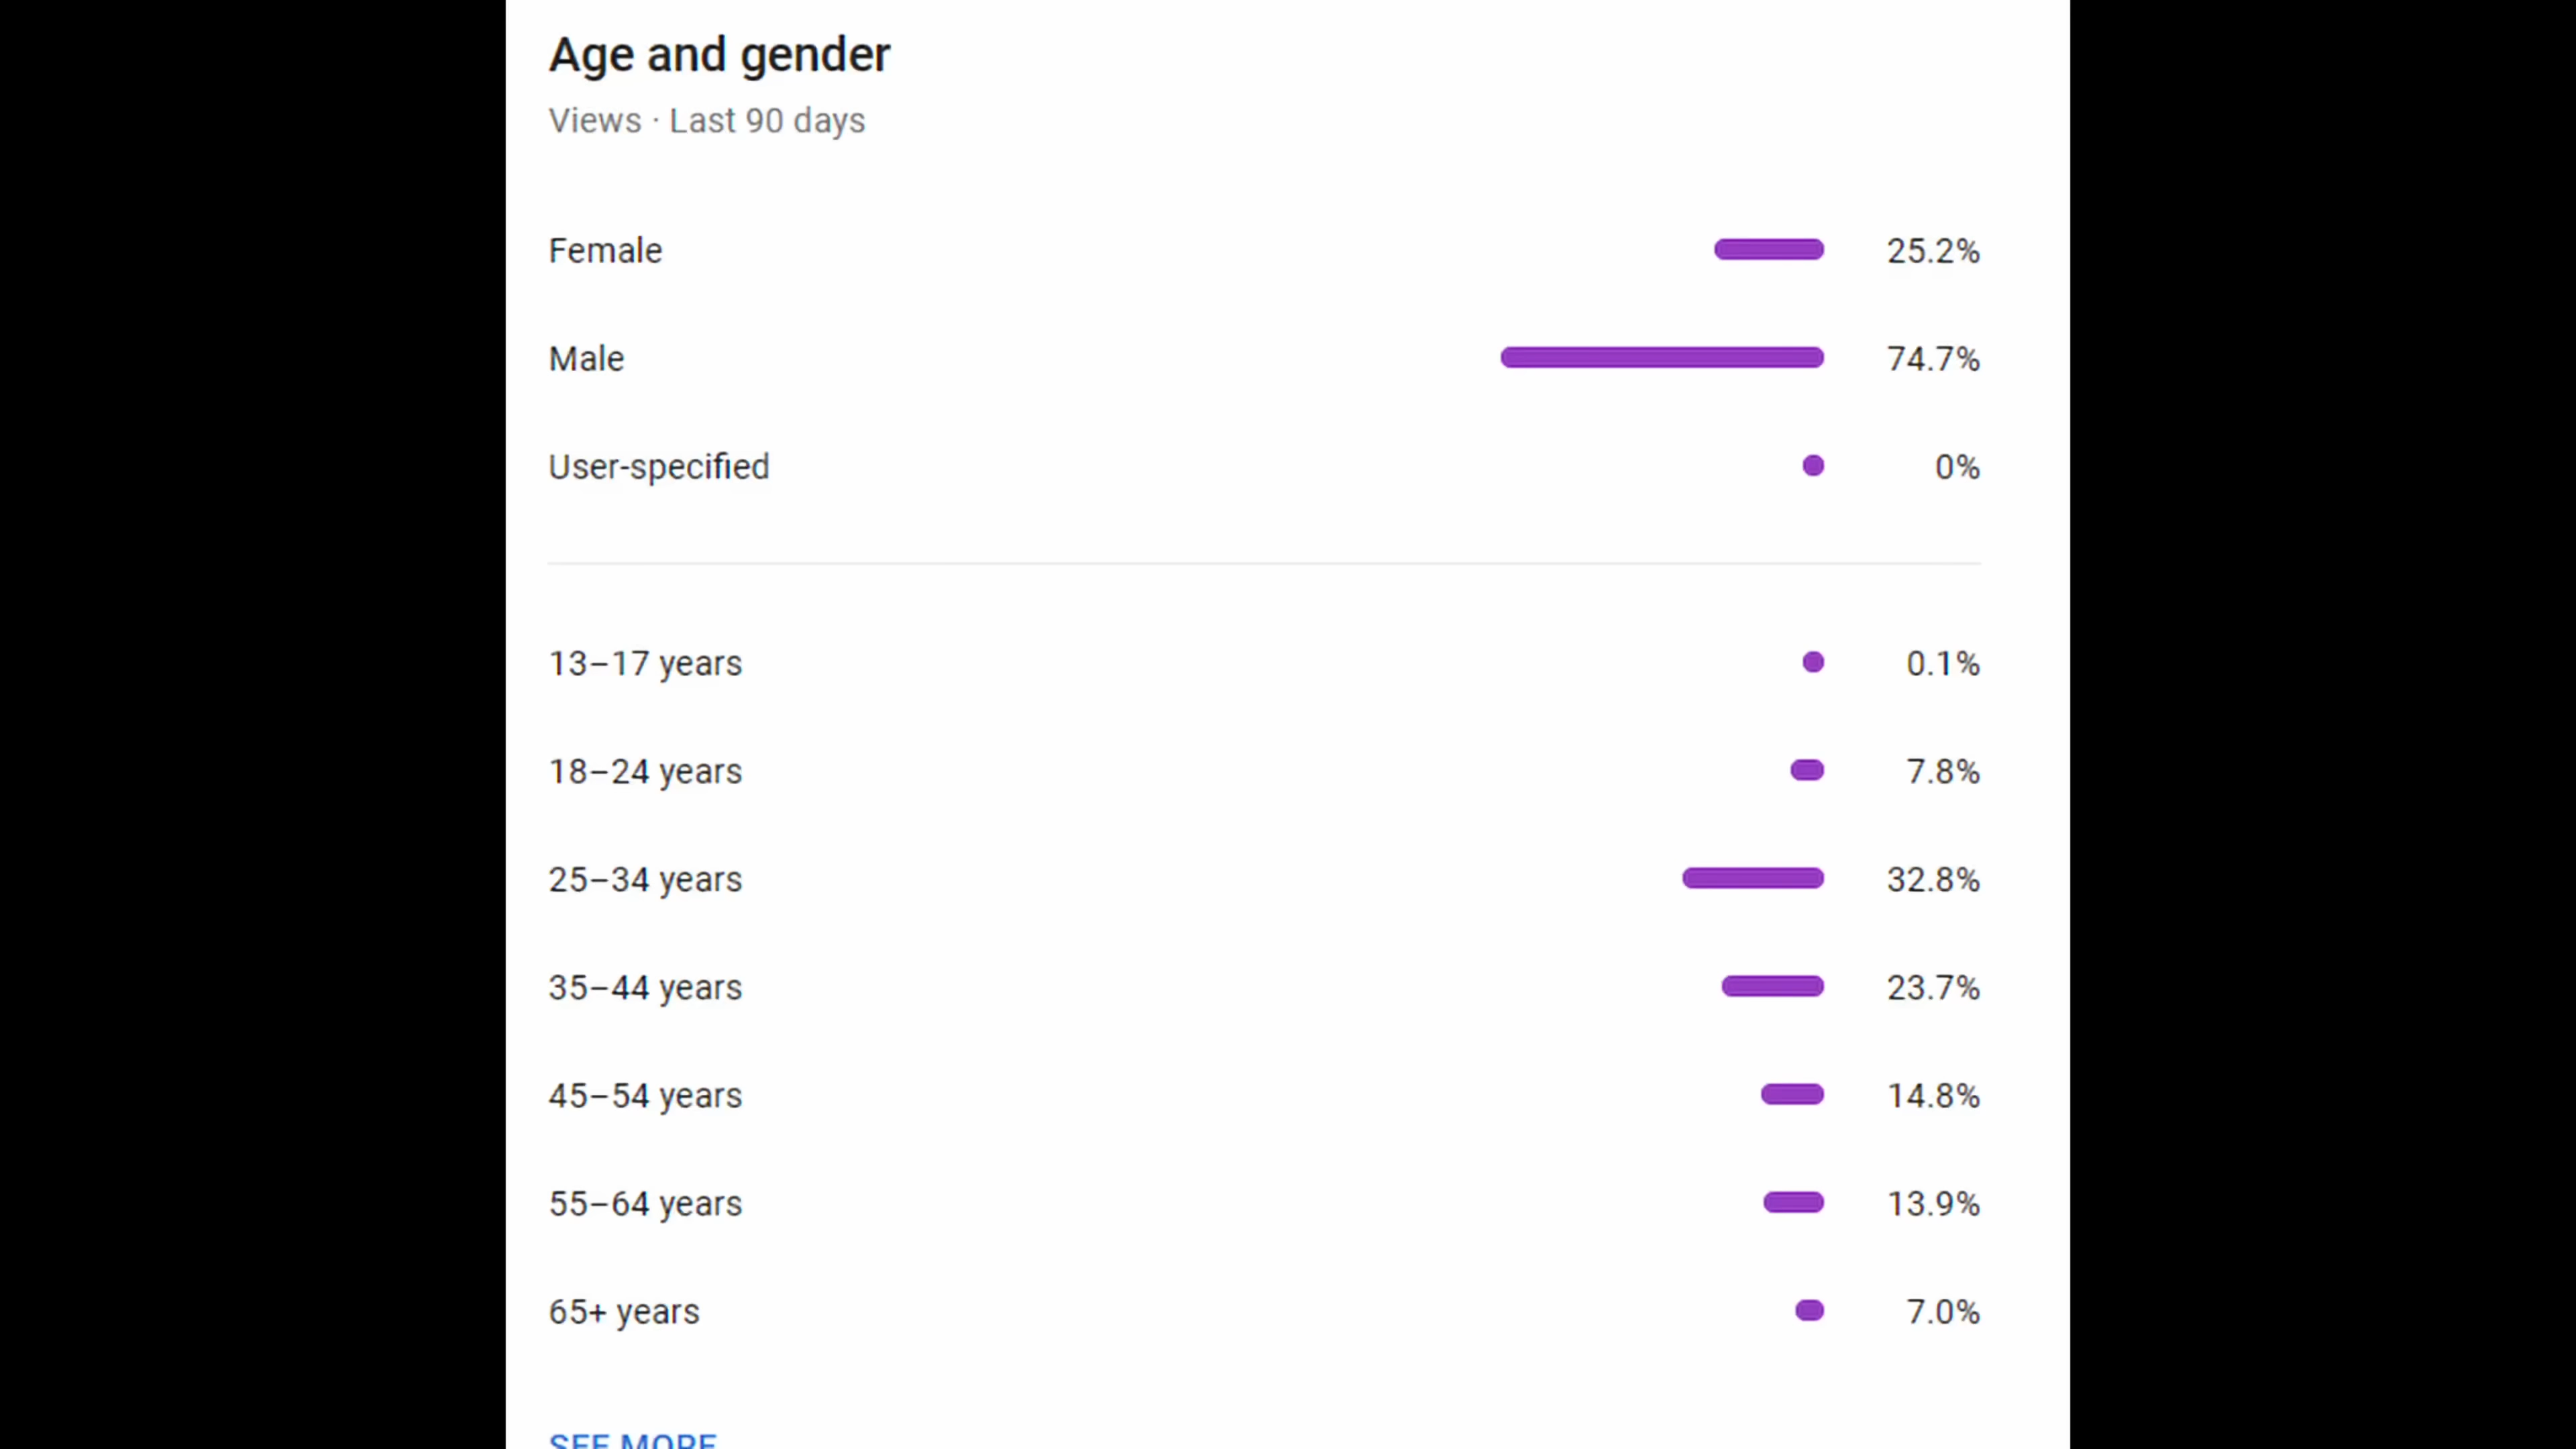 Age and gender
Views · Last 90 days
Female 25.2%
Male 74.7%
User-specified 0%
13–17 years 0.1%
18–24 years 7.8%
25–34 years 32.8%
35–44 years 23.7%
45–54 years 14.8%
55–64 years 13.9%
65+ years 7.0%
SEE MORE